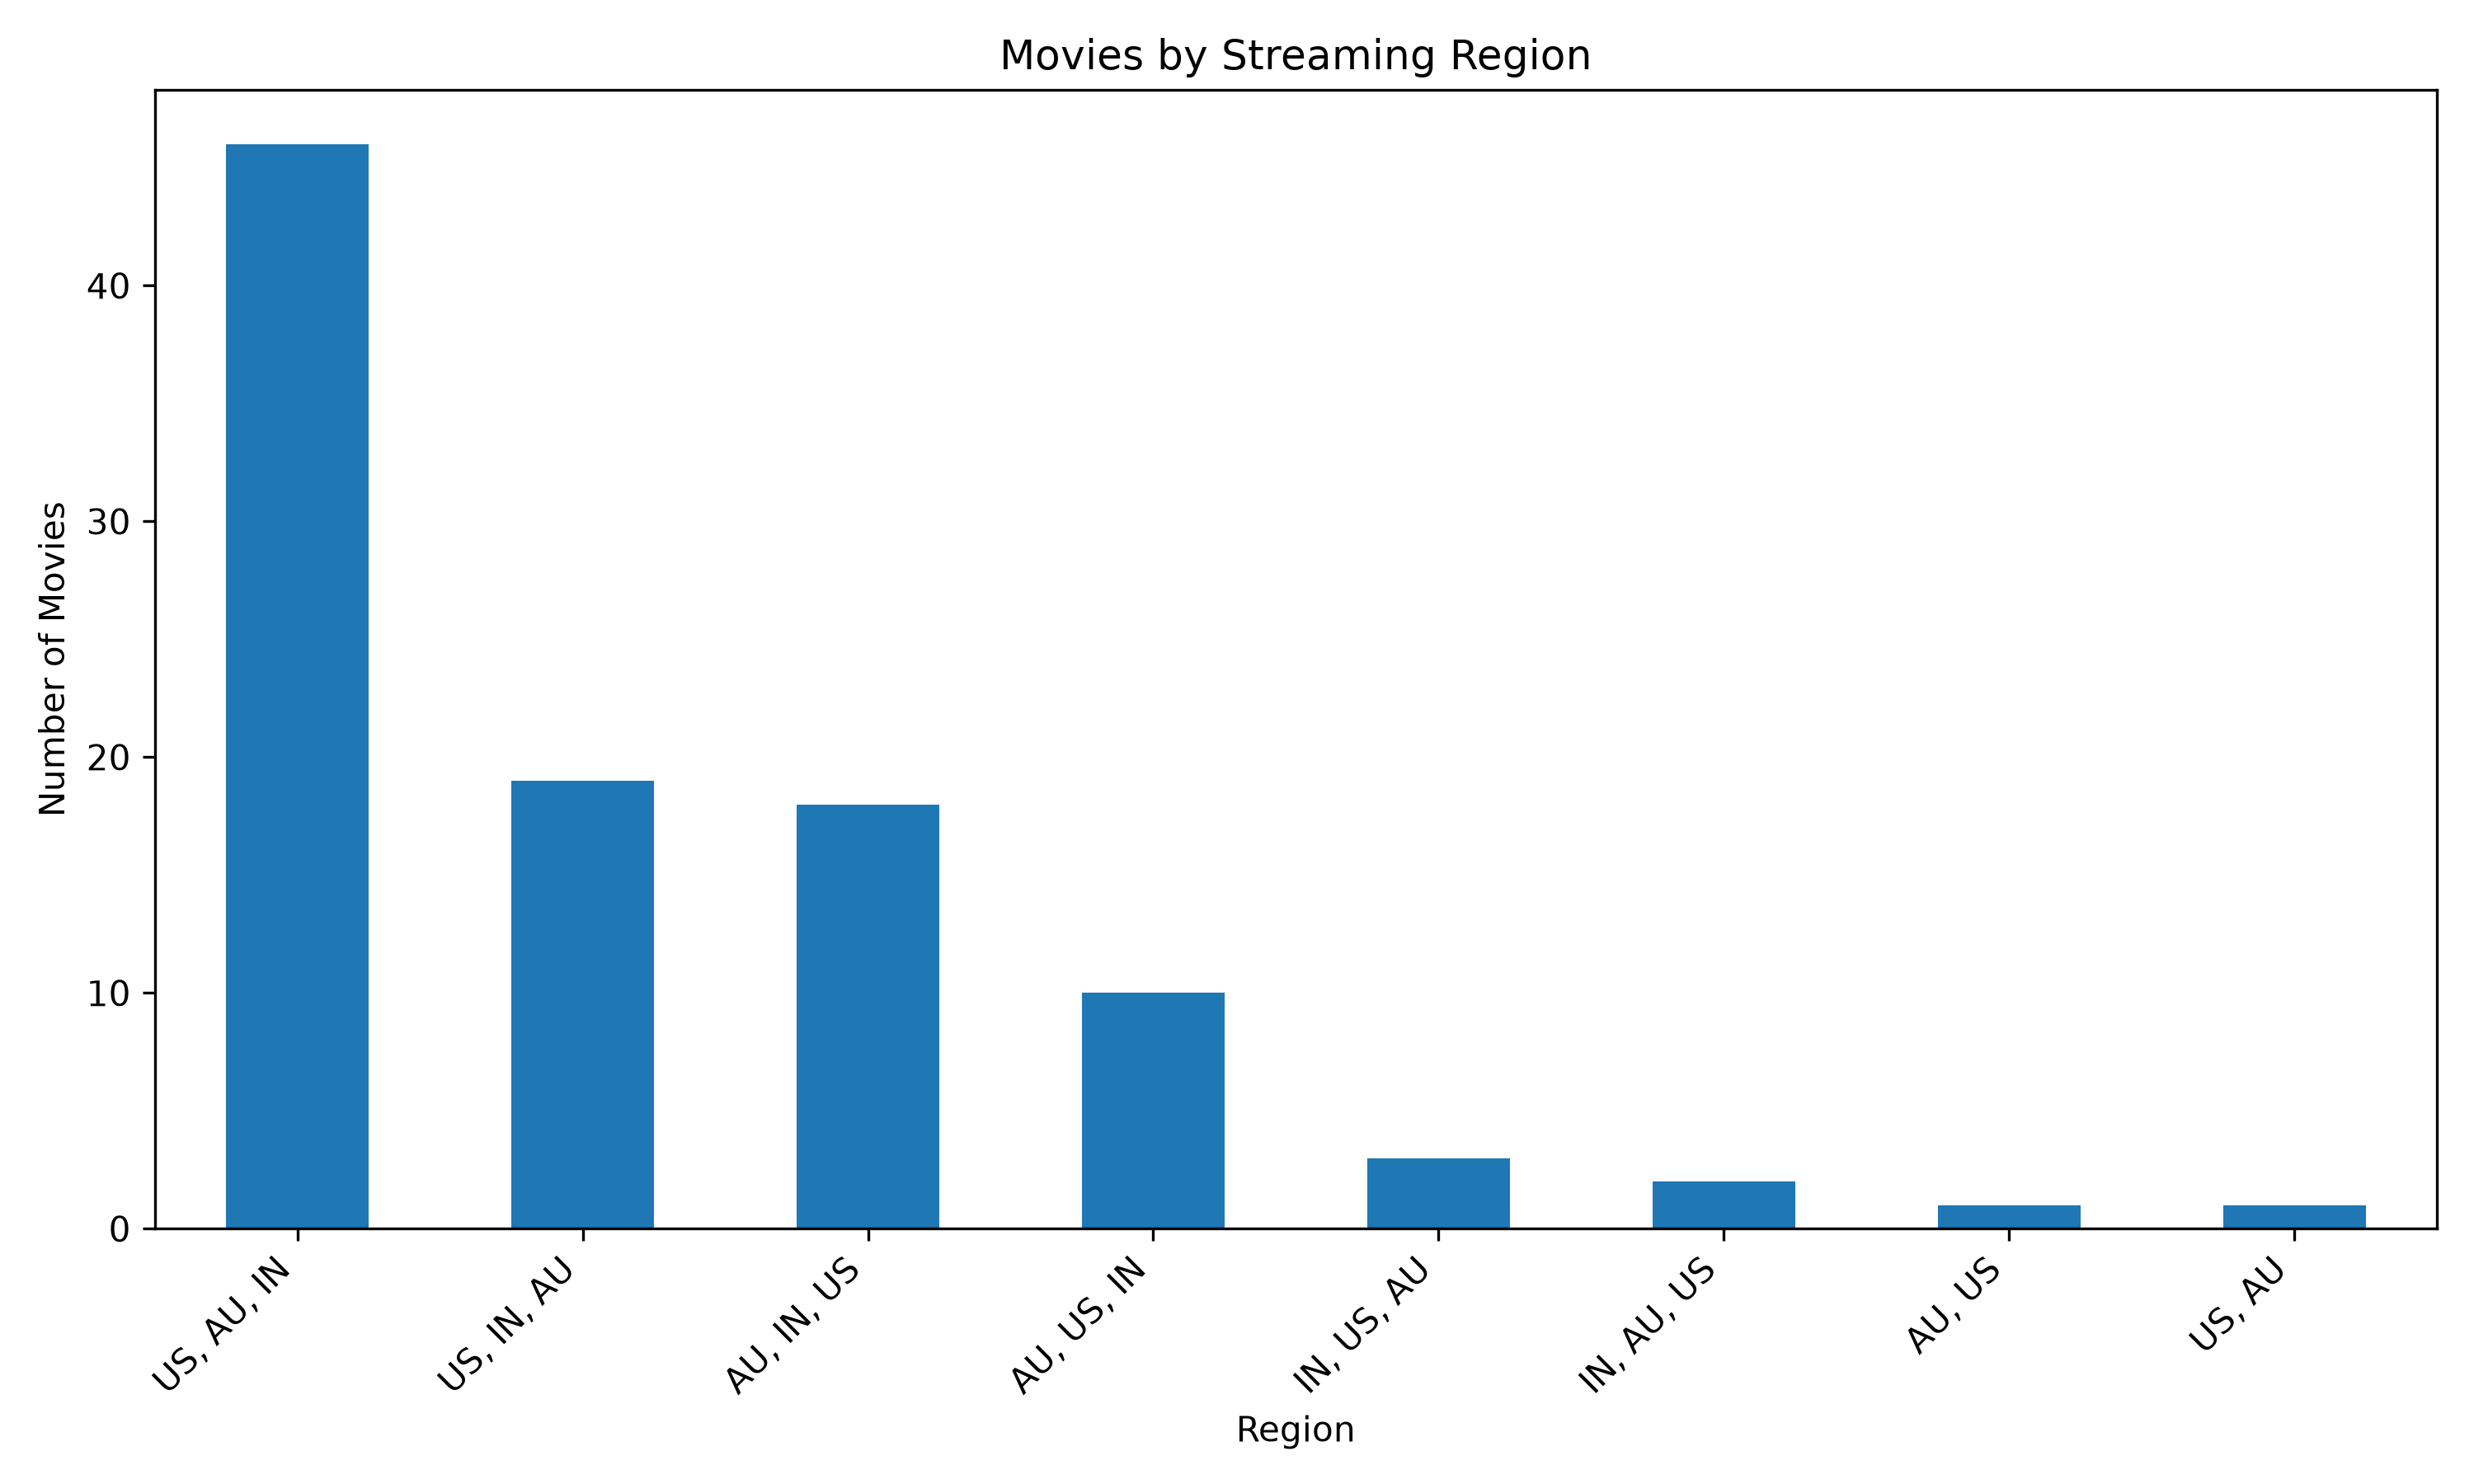 Movies by Streaming Region
Number of Movies
40
30
20
10
0
US, AU, IN
US, IN, AU
AU, IN, US
AU, US, IN
IN, US, AU
IN, AU, US
AU, US
US, AU
Region